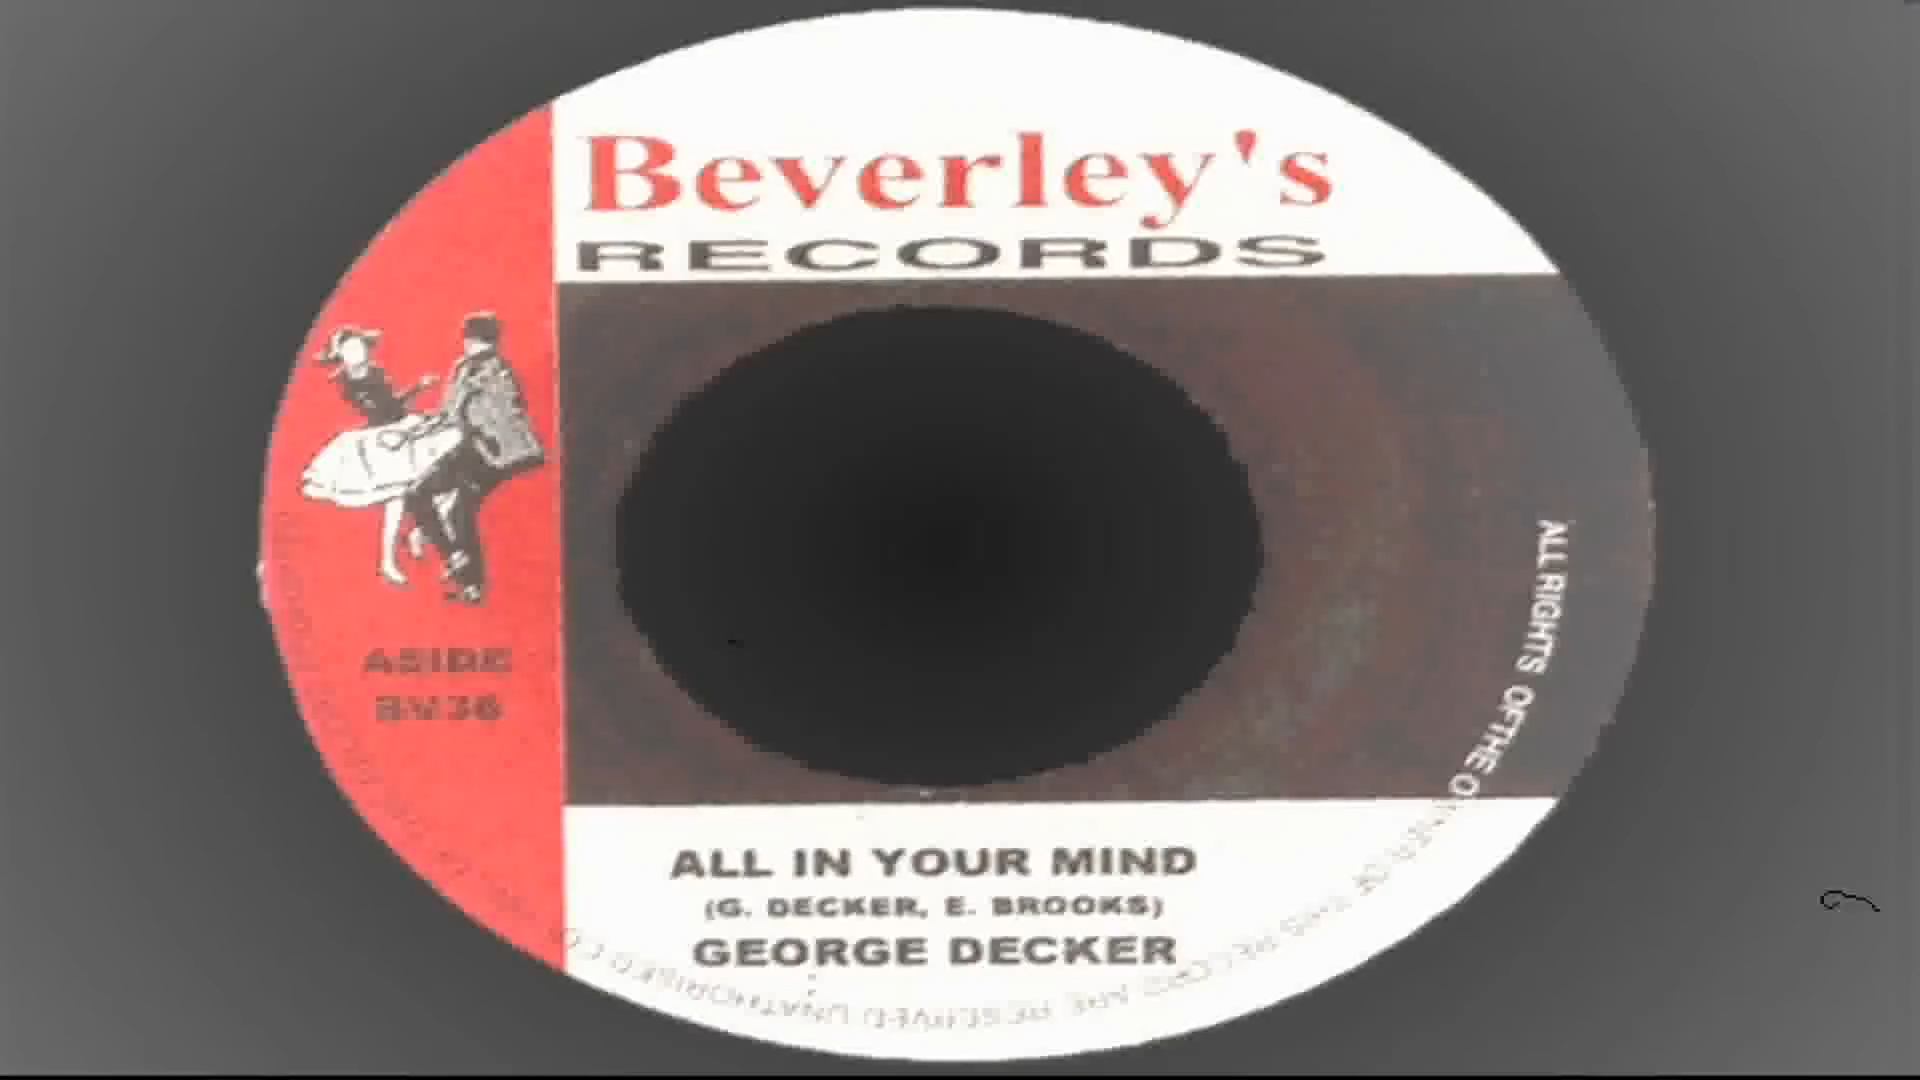 Beverley's
RECORDS
ASIDE
BV36
ALL RIGHTS OF THE O
ALL IN YOUR MIND
(G. DECKER, E. BROOKS)
GEORGE DECKER